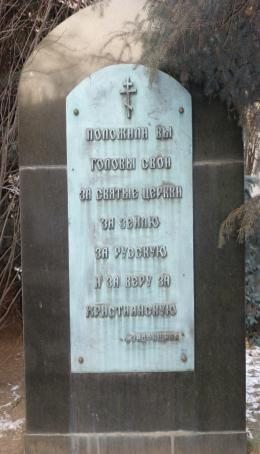 ПОЛОЖИЛИ ВЫ
ГОЛОВЫ СВОИ
ЗА СВЯТЫЕ ЦЕРКВИ
ЗА ЗЕМЛЮ
ЗА РУССКУЮ
И ЗА ВЕРУ ЗА
КРИСТИАНСКУЮ